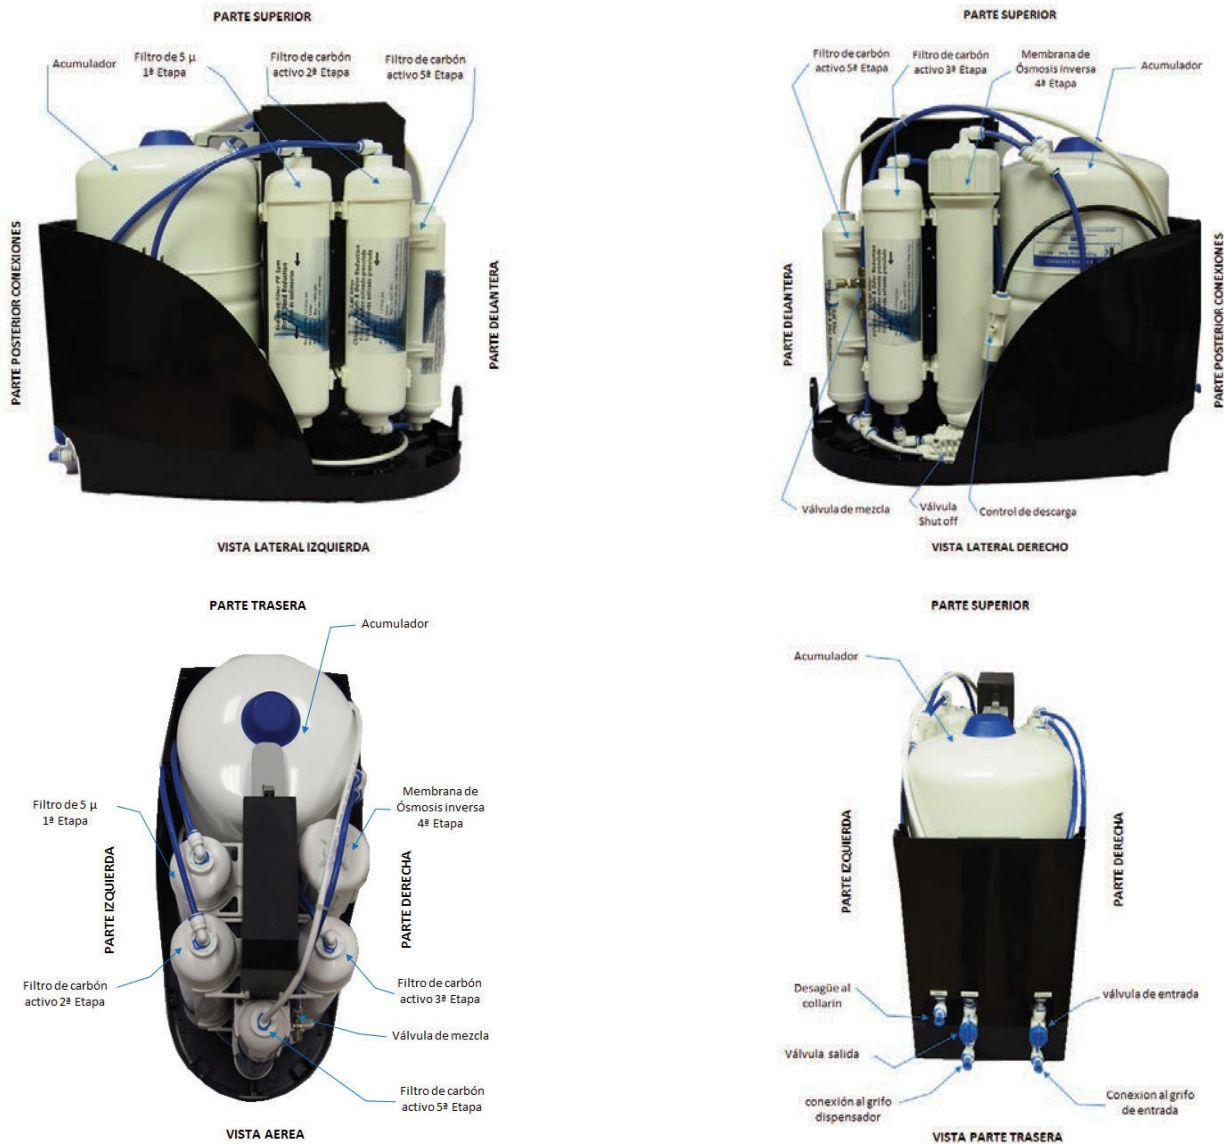 PARTE SUPERIOR
Acumulador
Filtro de 5 µ
1ª Etapa
Filtro de carbón
activo 2ª Etapa
Filtro de carbón
activo 5ª Etapa
PARTE POSTERIOR CONEXIONES
PARTE DELANTERA
VISTA LATERAL IZQUIERDA
PARTE SUPERIOR
Filtro de carbón
activo 5ª Etapa
Filtro de carbón
activo 3ª Etapa
Membrana de
Ósmosis inversa
4ª Etapa
Acumulador
PARTE DELANTERA
PARTE POSTERIOR CONEXIONES
Válvula de mezcla
Válvula
Shut off
Control de descarga
VISTA LATERAL DERECHO
PARTE TRASERA
Acumulador
Filtro de 5 µ
1ª Etapa
Membrana de
Ósmosis inversa
4ª Etapa
PARTE IZQUIERDA
PARTE DERECHA
Filtro de carbón
activo 2ª Etapa
Filtro de carbón
activo 3ª Etapa
Válvula de mezcla
Filtro de carbón
activo 5ª Etapa
VISTA AEREA
PARTE SUPERIOR
Acumulador
PARTE IZQUIERDA
PARTE DERECHA
Desagüe al
collarin
válvula de entrada
Válvula salida
conexión al grifo
dispensador
Conexion al grifo
de entrada
VISTA PARTE TRASERA